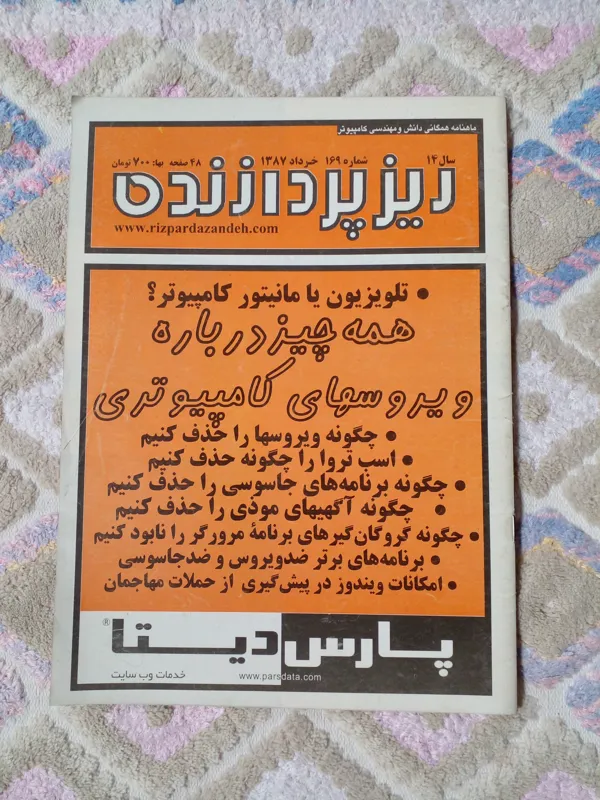 ماهنامه همگانی دانش و مهندسی کامپیوتر
سال ۱۴ شماره ۱۶۹ خرداد ۱۳۸۷ ۴۸ صفحه بها: ۷۰۰ تومان
ریزپردازنده
www.rizpardazandeh.com
• تلویزیون یا مانیتور کامپیوتر؟
همه چیز درباره
ویروسهای کامپیوتری
• چگونه ویروسها را حذف کنیم
• اسب تروا را چگونه حذف کنیم
• چگونه برنامه‌های جاسوسی را حذف کنیم
• چگونه آگهیهای موذی را حذف کنیم
• چگونه گروگان‌گیرهای برنامهٔ مرورگر را نابود کنیم
• برنامه‌های برتر ضدویروس و ضدجاسوسی
• امکانات ویندوز در پیش‌گیری از حملات مهاجمان
پارس دیتا®
www.parsdata.com خدمات وب سایت